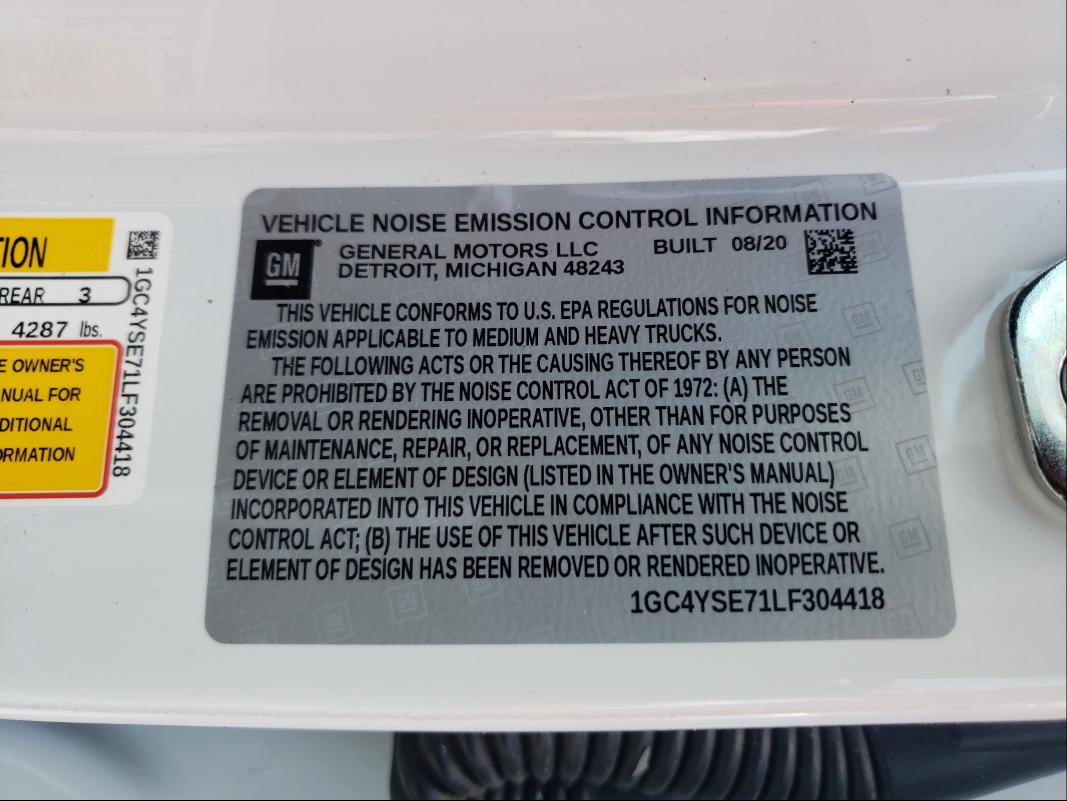 TION
REAR 3
4287 lbs.
E OWNER'S
NUAL FOR
DITIONAL
ORMATION
1GC4YSE71LF304418
VEHICLE NOISE EMISSION CONTROL INFORMATION
GM
GENERAL MOTORS LLC BUILT 08/20
DETROIT, MICHIGAN 48243
THIS VEHICLE CONFORMS TO U.S. EPA REGULATIONS FOR NOISE
EMISSION APPLICABLE TO MEDIUM AND HEAVY TRUCKS.
THE FOLLOWING ACTS OR THE CAUSING THEREOF BY ANY PERSON
ARE PROHIBITED BY THE NOISE CONTROL ACT OF 1972: (A) THE
REMOVAL OR RENDERING INOPERATIVE, OTHER THAN FOR PURPOSES
OF MAINTENANCE, REPAIR, OR REPLACEMENT, OF ANY NOISE CONTROL
DEVICE OR ELEMENT OF DESIGN (LISTED IN THE OWNER'S MANUAL)
INCORPORATED INTO THIS VEHICLE IN COMPLIANCE WITH THE NOISE
CONTROL ACT; (B) THE USE OF THIS VEHICLE AFTER SUCH DEVICE OR
ELEMENT OF DESIGN HAS BEEN REMOVED OR RENDERED INOPERATIVE.
1GC4YSE71LF304418